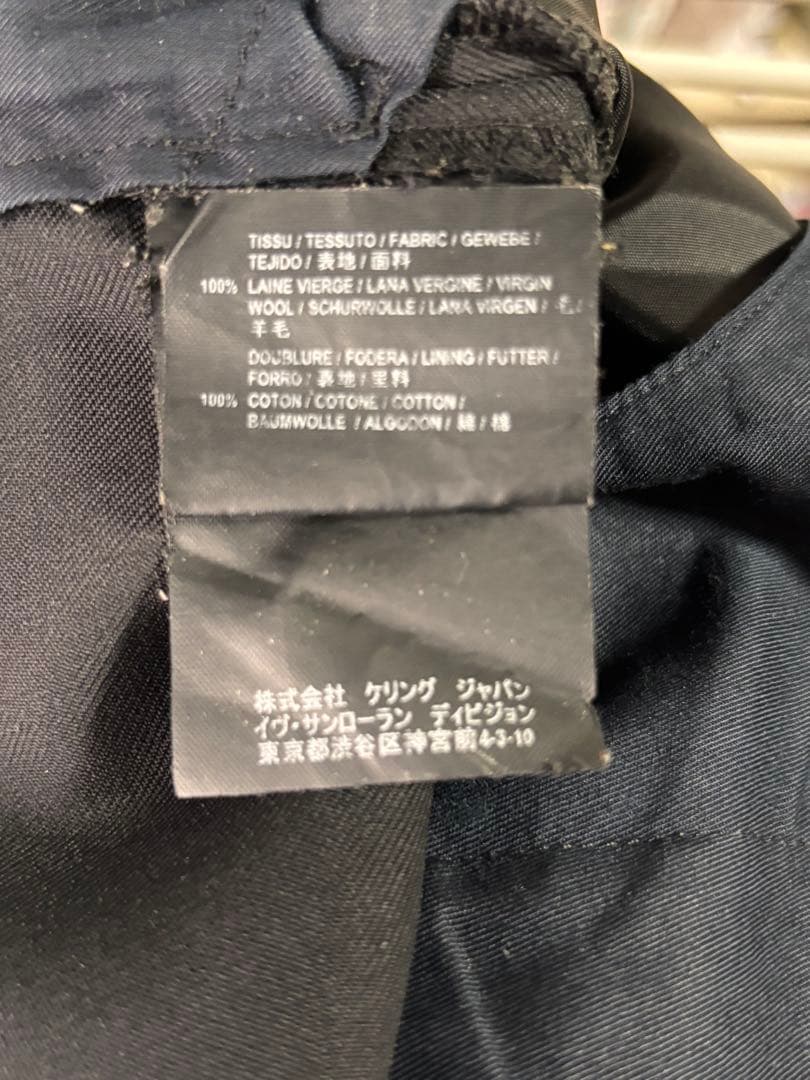 TISSU / TESSUTO / FABRIC / GEWEBE /
TEJIDO / 表地 / 面料
100% LAINE VIERGE / LANA VERGINE / VIRGIN
WOOL / SCHURWOLLE / LANA VIRGEN / 毛 /
羊毛
DOUBLURE / FODERA / LINING / FUTTER /
FORRO / 表地 / 里料
100% COTON / COTONE / COTTON /
BAUMWOLLE / ALGODON / 綿 / 棉
株式会社 ケリング ジャパン
イヴ・サンローラン ディビジョン
東京都渋谷区神宮前4-3-10